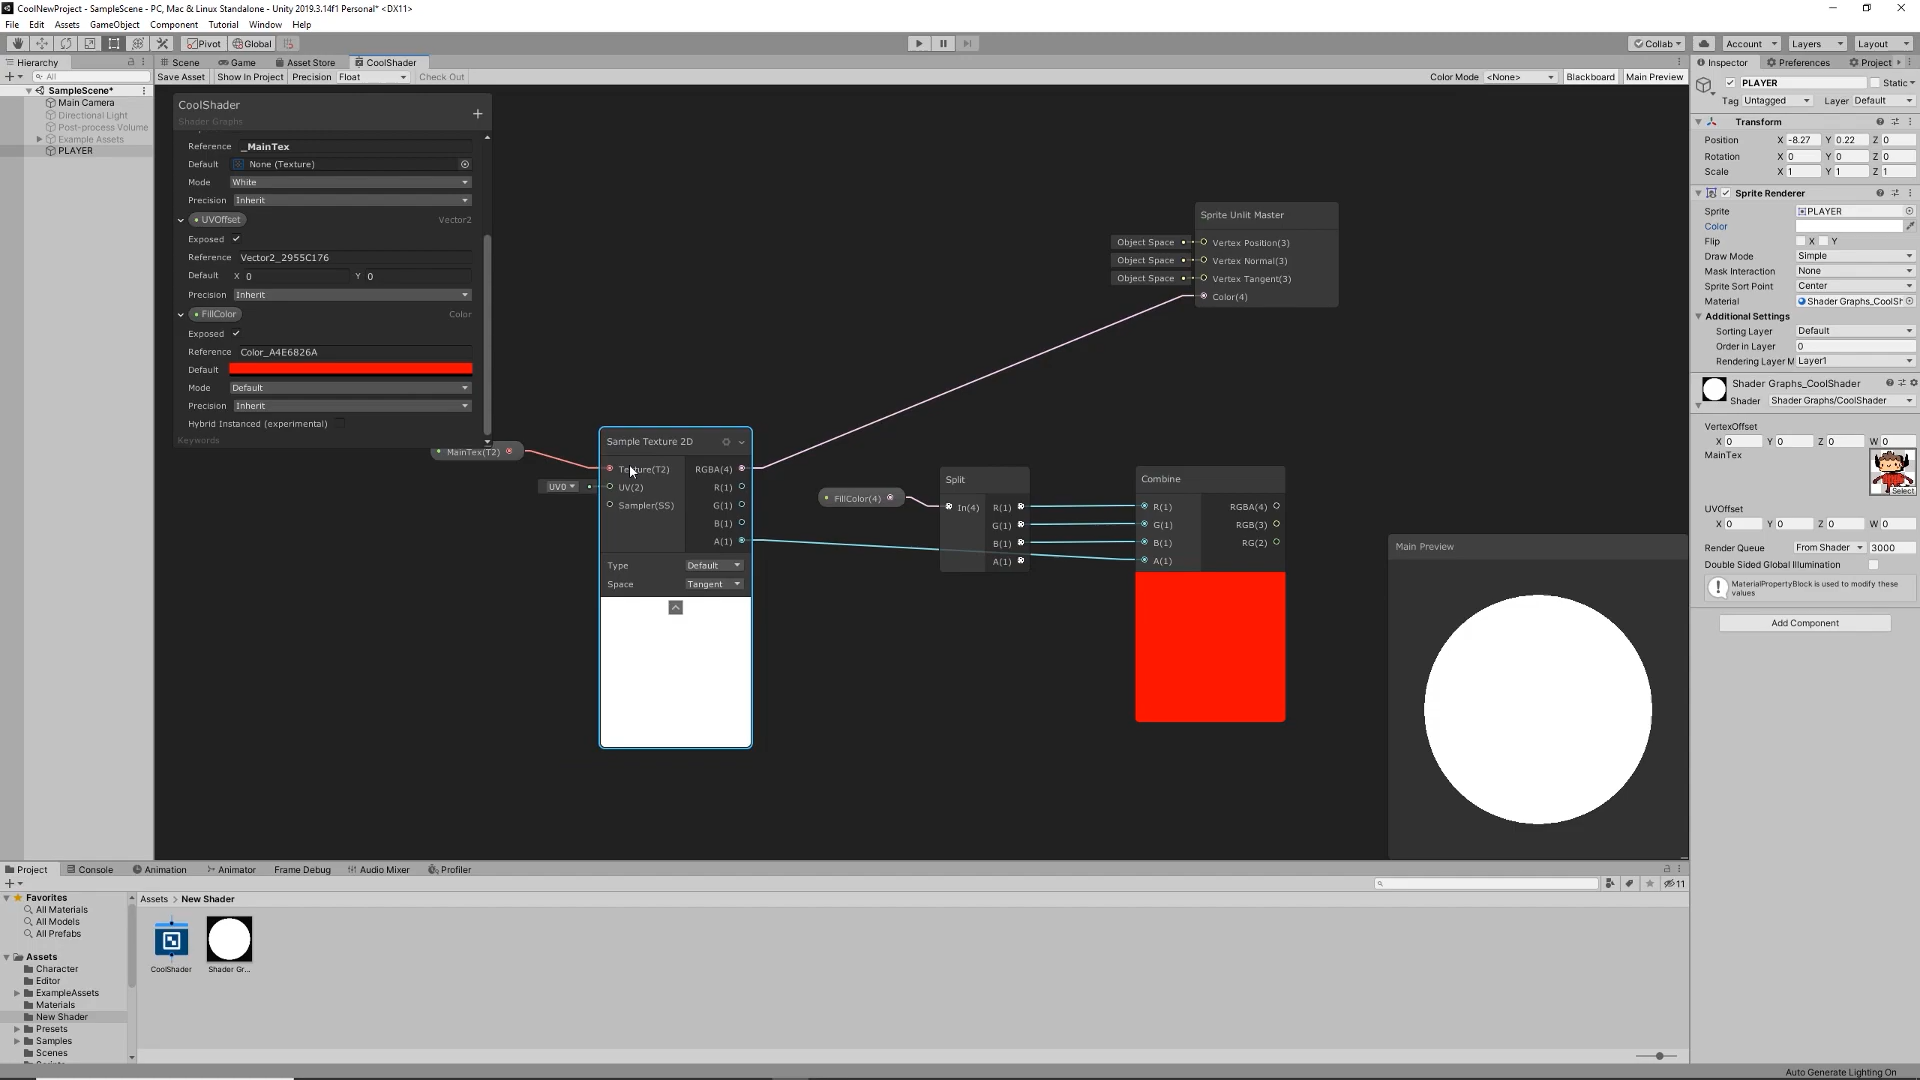 CoolNewProject - SampleScene - PC, Mac & Linux Standalone - Unity 2019.3.14f1 Personal* <DX11>
File Edit Assets GameObject Component Tutorial Window Help
Pivot Global Collab Account Layers Layout
Hierarchy
All
SampleScene*
Main Camera
Directional Light
Post-process Volume
Example Assets
PLAYER
Scene Game Asset Store CoolShader
Save Asset Show In Project Precision Float Check Out Color Mode <None> Blackboard Main Preview
CoolShader
Shader Graphs
Reference _MainTex
Default None (Texture)
Mode White
Precision Inherit
UVOffset Vector2
Exposed
Reference Vector2_2955C176
Default X 0 Y 0
Precision Inherit
FillColor Color
Exposed
Reference Color_A4E6826A
Default
Mode Default
Precision Inherit
Hybrid Instanced (experimental)
Keywords
MainTex(T2)
UV0
Sample Texture 2D
Texture(T2) RGBA(4)
UV(2) R(1)
Sampler(SS) G(1)
B(1)
A(1)
Type Default
Space Tangent
FillColor(4)
Split
In(4) R(1)
G(1)
B(1)
A(1)
Combine
R(1) RGBA(4)
G(1) RGB(3)
B(1) RG(2)
A(1)
Sprite Unlit Master
Object Space Vertex Position(3)
Object Space Vertex Normal(3)
Object Space Vertex Tangent(3)
Color(4)
Main Preview
Inspector Preferences Project
PLAYER Static
Tag Untagged Layer Default
Transform
Position X -8.27 Y 0.22 Z 0
Rotation X 0 Y 0 Z 0
Scale X 1 Y 1 Z 1
Sprite Renderer
Sprite PLAYER
Color
Flip X Y
Draw Mode Simple
Mask Interaction None
Sprite Sort Point Center
Material Shader Graphs_CoolSh
Additional Settings
Sorting Layer Default
Order in Layer 0
Rendering Layer M Layer1
Shader Graphs_CoolShader
Shader Shader Graphs/CoolShader
VertexOffset
X 0 Y 0 Z 0 W 0
MainTex
Select
UVOffset
X 0 Y 0 Z 0 W 0
Render Queue From Shader 3000
Double Sided Global Illumination
MaterialPropertyBlock is used to modify these values
Add Component
Project Console Animation Animator Frame Debug Audio Mixer Profiler
11
Favorites
All Materials
All Models
All Prefabs
Assets
Character
Editor
ExampleAssets
Materials
New Shader
Presets
Samples
Scenes
Assets > New Shader
CoolShader
Shader Gr...
Auto Generate Lighting On